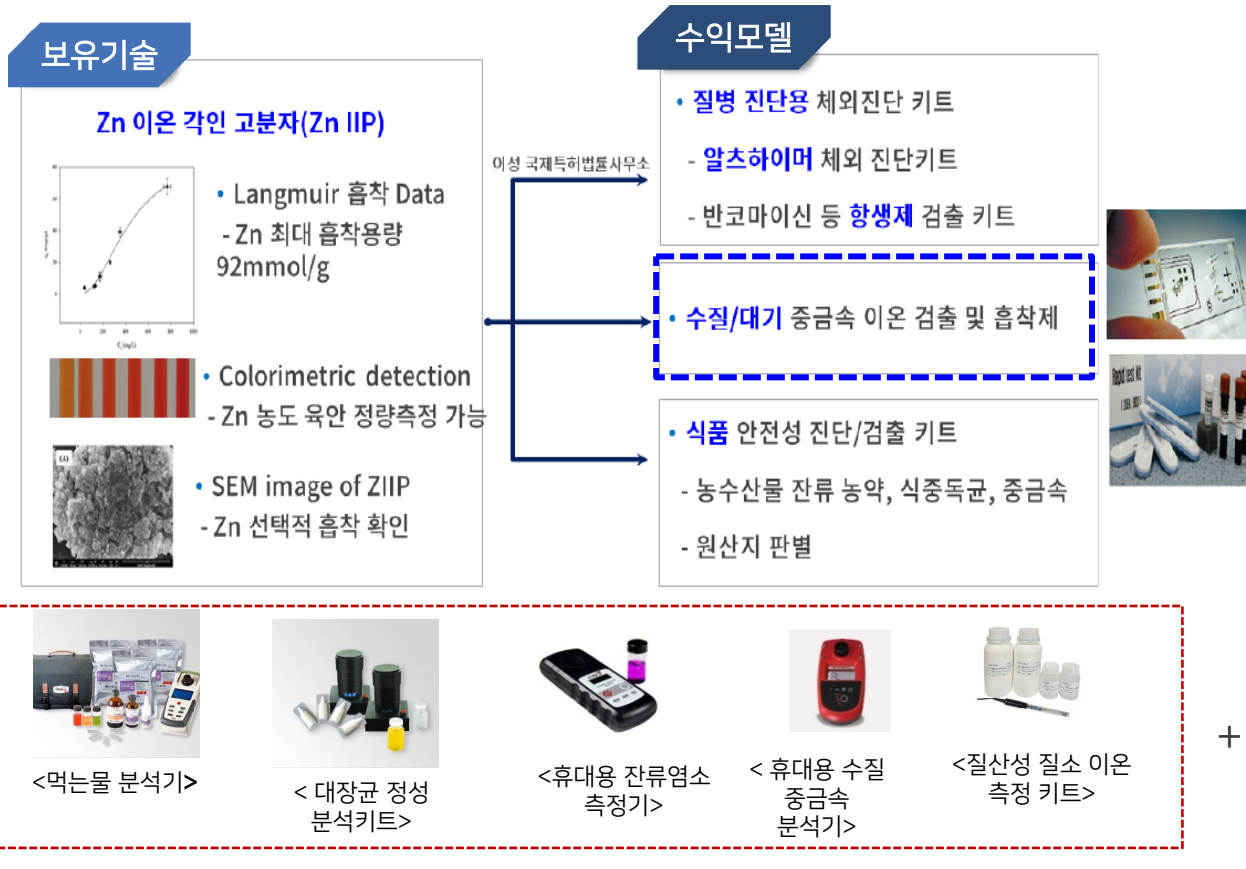 보유기술
Zn 이온 각인 고분자(Zn IIP)
• Langmuir 흡착 Data
- Zn 최대 흡착용량
92mmol/g
• Colorimetric detection
- Zn 농도 육안 정량측정 가능
(A)
• SEM image of ZIIP
- Zn 선택적 흡착 확인
이성 국제특허법률사무소
수익모델
• 질병 진단용 체외진단 키트
- 알츠하이머 체외 진단키트
- 반코마이신 등 항생제 검출 키트
• 수질/대기 중금속 이온 검출 및 흡착제
• 식품 안전성 진단/검출 키트
- 농수산물 잔류 농약, 식중독균, 중금속
- 원산지 판별
Rapid test Kit
<먹는물 분석기>
< 대장균 정성
분석키트>
<휴대용 잔류염소
측정기>
< 휴대용 수질
중금속
분석기>
<질산성 질소 이온
측정 키트>
+